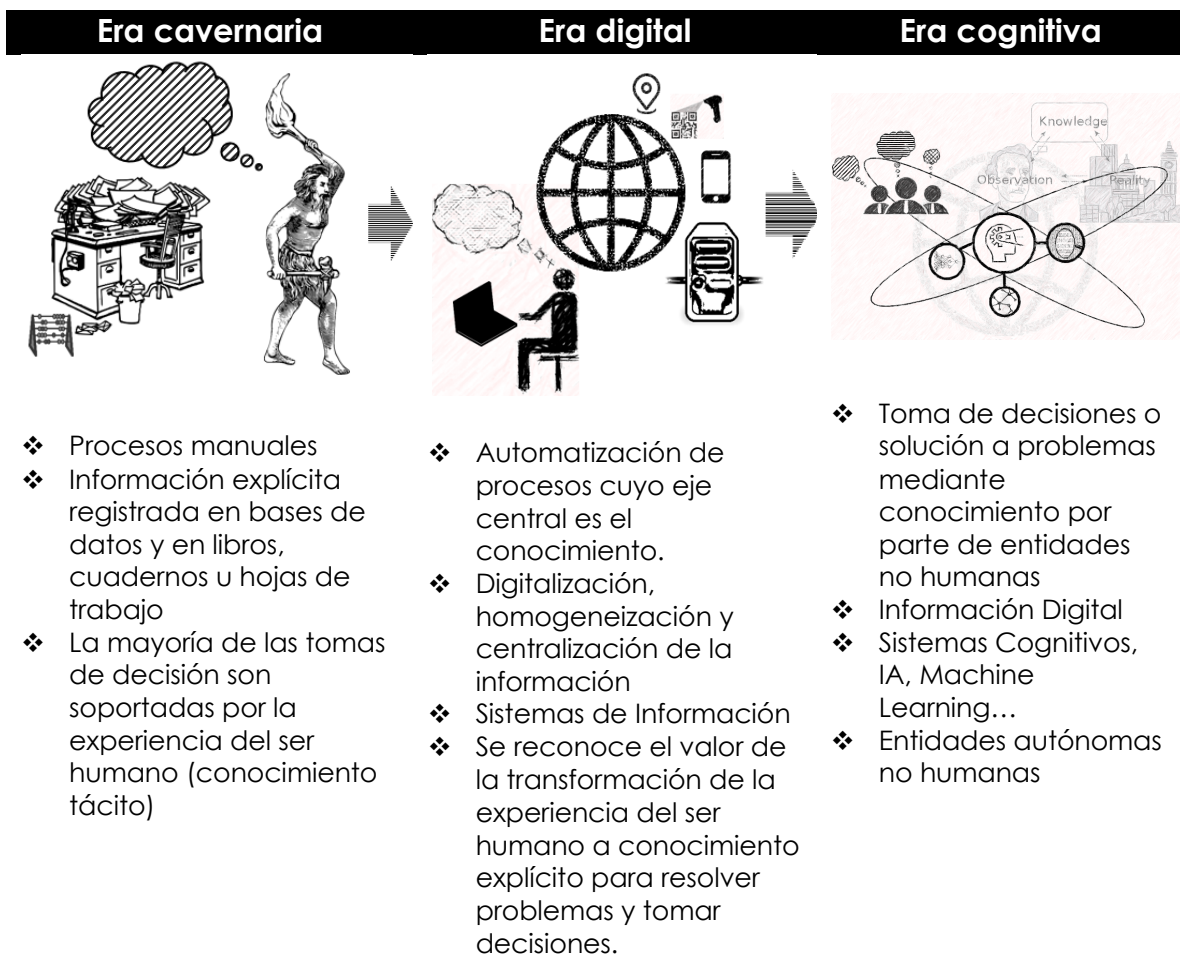 Era cavernaria
Era digital
Era cognitiva
Knowledge
Observation
Reality
❖ Procesos manuales
❖ Información explícita
registrada en bases de
datos y en libros,
cuadernos u hojas de
trabajo
❖ La mayoría de las tomas
de decisión son
soportadas por la
experiencia del ser
humano (conocimiento
tácito)
❖ Automatización de
procesos cuyo eje
central es el
conocimiento.
❖ Digitalización,
homogeneización y
centralización de la
información
❖ Sistemas de Información
❖ Se reconoce el valor de
la transformación de la
experiencia del ser
humano a conocimiento
explícito para resolver
problemas y tomar
decisiones.
❖ Toma de decisiones o
solución a problemas
mediante
conocimiento por
parte de entidades
no humanas
❖ Información Digital
❖ Sistemas Cognitivos,
IA, Machine
Learning…
❖ Entidades autónomas
no humanas